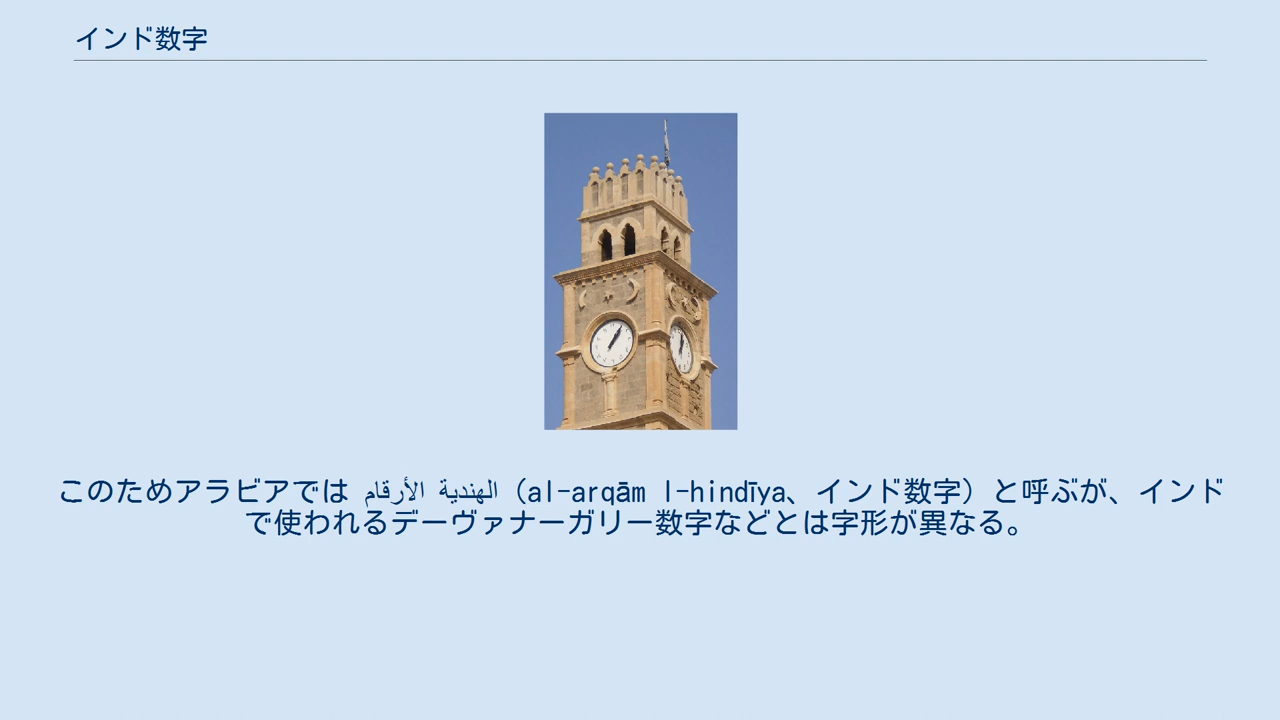 インド数字
このためアラビアでは الأرقام الهندية（al-arqām l-hindīya、インド数字）と呼ぶが、インド
で使われるデーヴァナーガリー数字などとは字形が異なる。